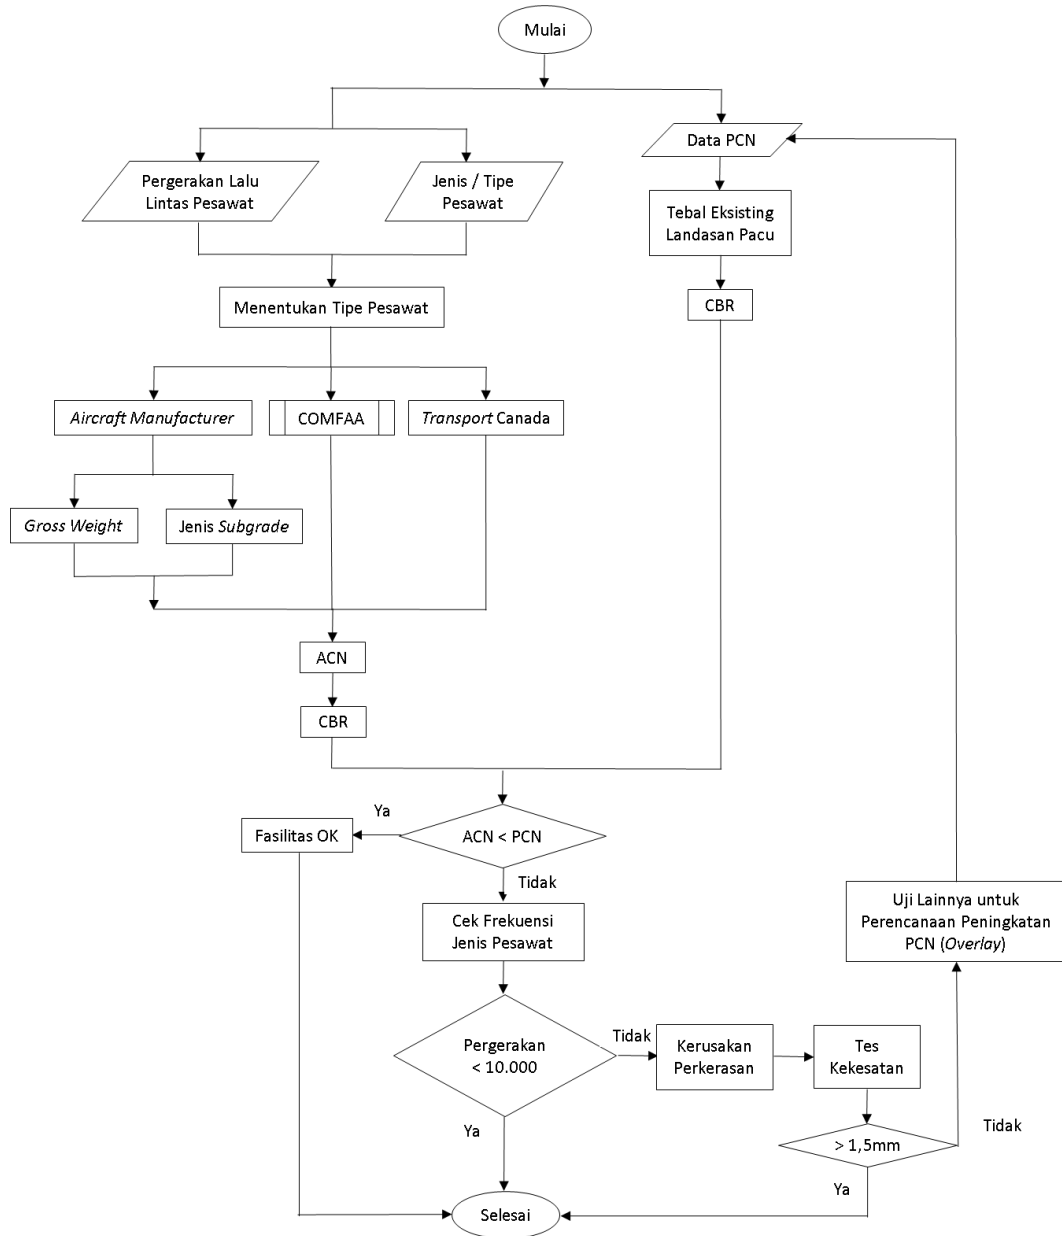 Mulai
Data PCN
Pergerakan Lalu
Lintas Pesawat
Jenis / Tipe
Pesawat
Tebal Eksisting
Landasan Pacu
Menentukan Tipe Pesawat
CBR
Aircraft Manufacturer
COMFAA
Transport Canada
Gross Weight
Jenis Subgrade
ACN
CBR
Ya
Fasilitas OK
ACN < PCN
Tidak
Cek Frekuensi
Jenis Pesawat
Uji Lainnya untuk
Perencanaan Peningkatan
PCN (Overlay)
Pergerakan
< 10.000
Tidak
Kerusakan
Perkerasan
Tes
Kekesatan
Ya
> 1,5mm
Tidak
Ya
Selesai